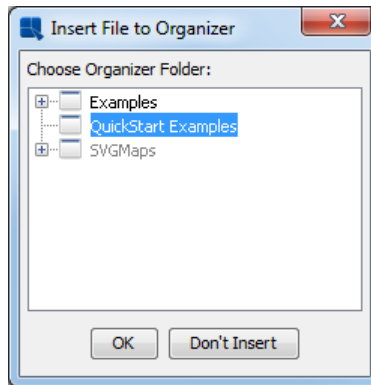 Insert File to Organizer
Choose Organizer Folder:
Examples
QuickStart Examples
SVGMaps
OK Don't Insert